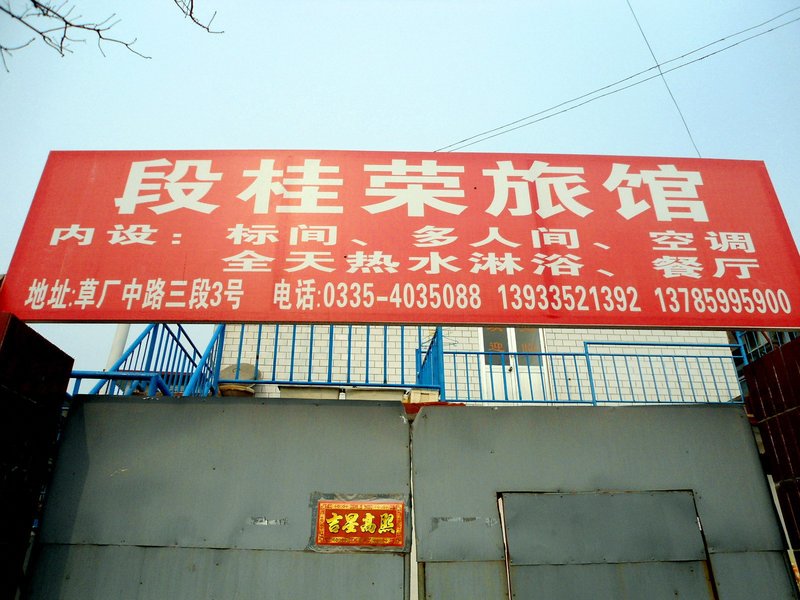 段桂荣旅馆
内设：标间、多人间、空调
全天热水淋浴、餐厅
地址:草厂中路三段3号 电话:0335-4035088 13933521392 13785995900
吉星高照